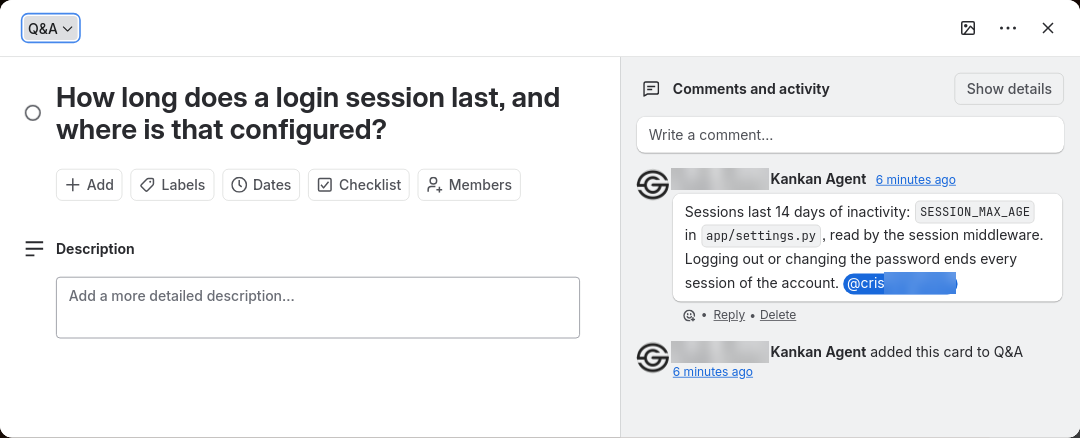 Q&A
How long does a login session last, and
where is that configured?
Add
Labels
Dates
Checklist
Members
Description
Add a more detailed description…
Comments and activity
Show details
Write a comment…
Kankan Agent 6 minutes ago
Sessions last 14 days of inactivity: SESSION_MAX_AGE
in app/settings.py, read by the session middleware.
Logging out or changing the password ends every
session of the account. @cris
• Reply • Delete
Kankan Agent added this card to Q&A
6 minutes ago